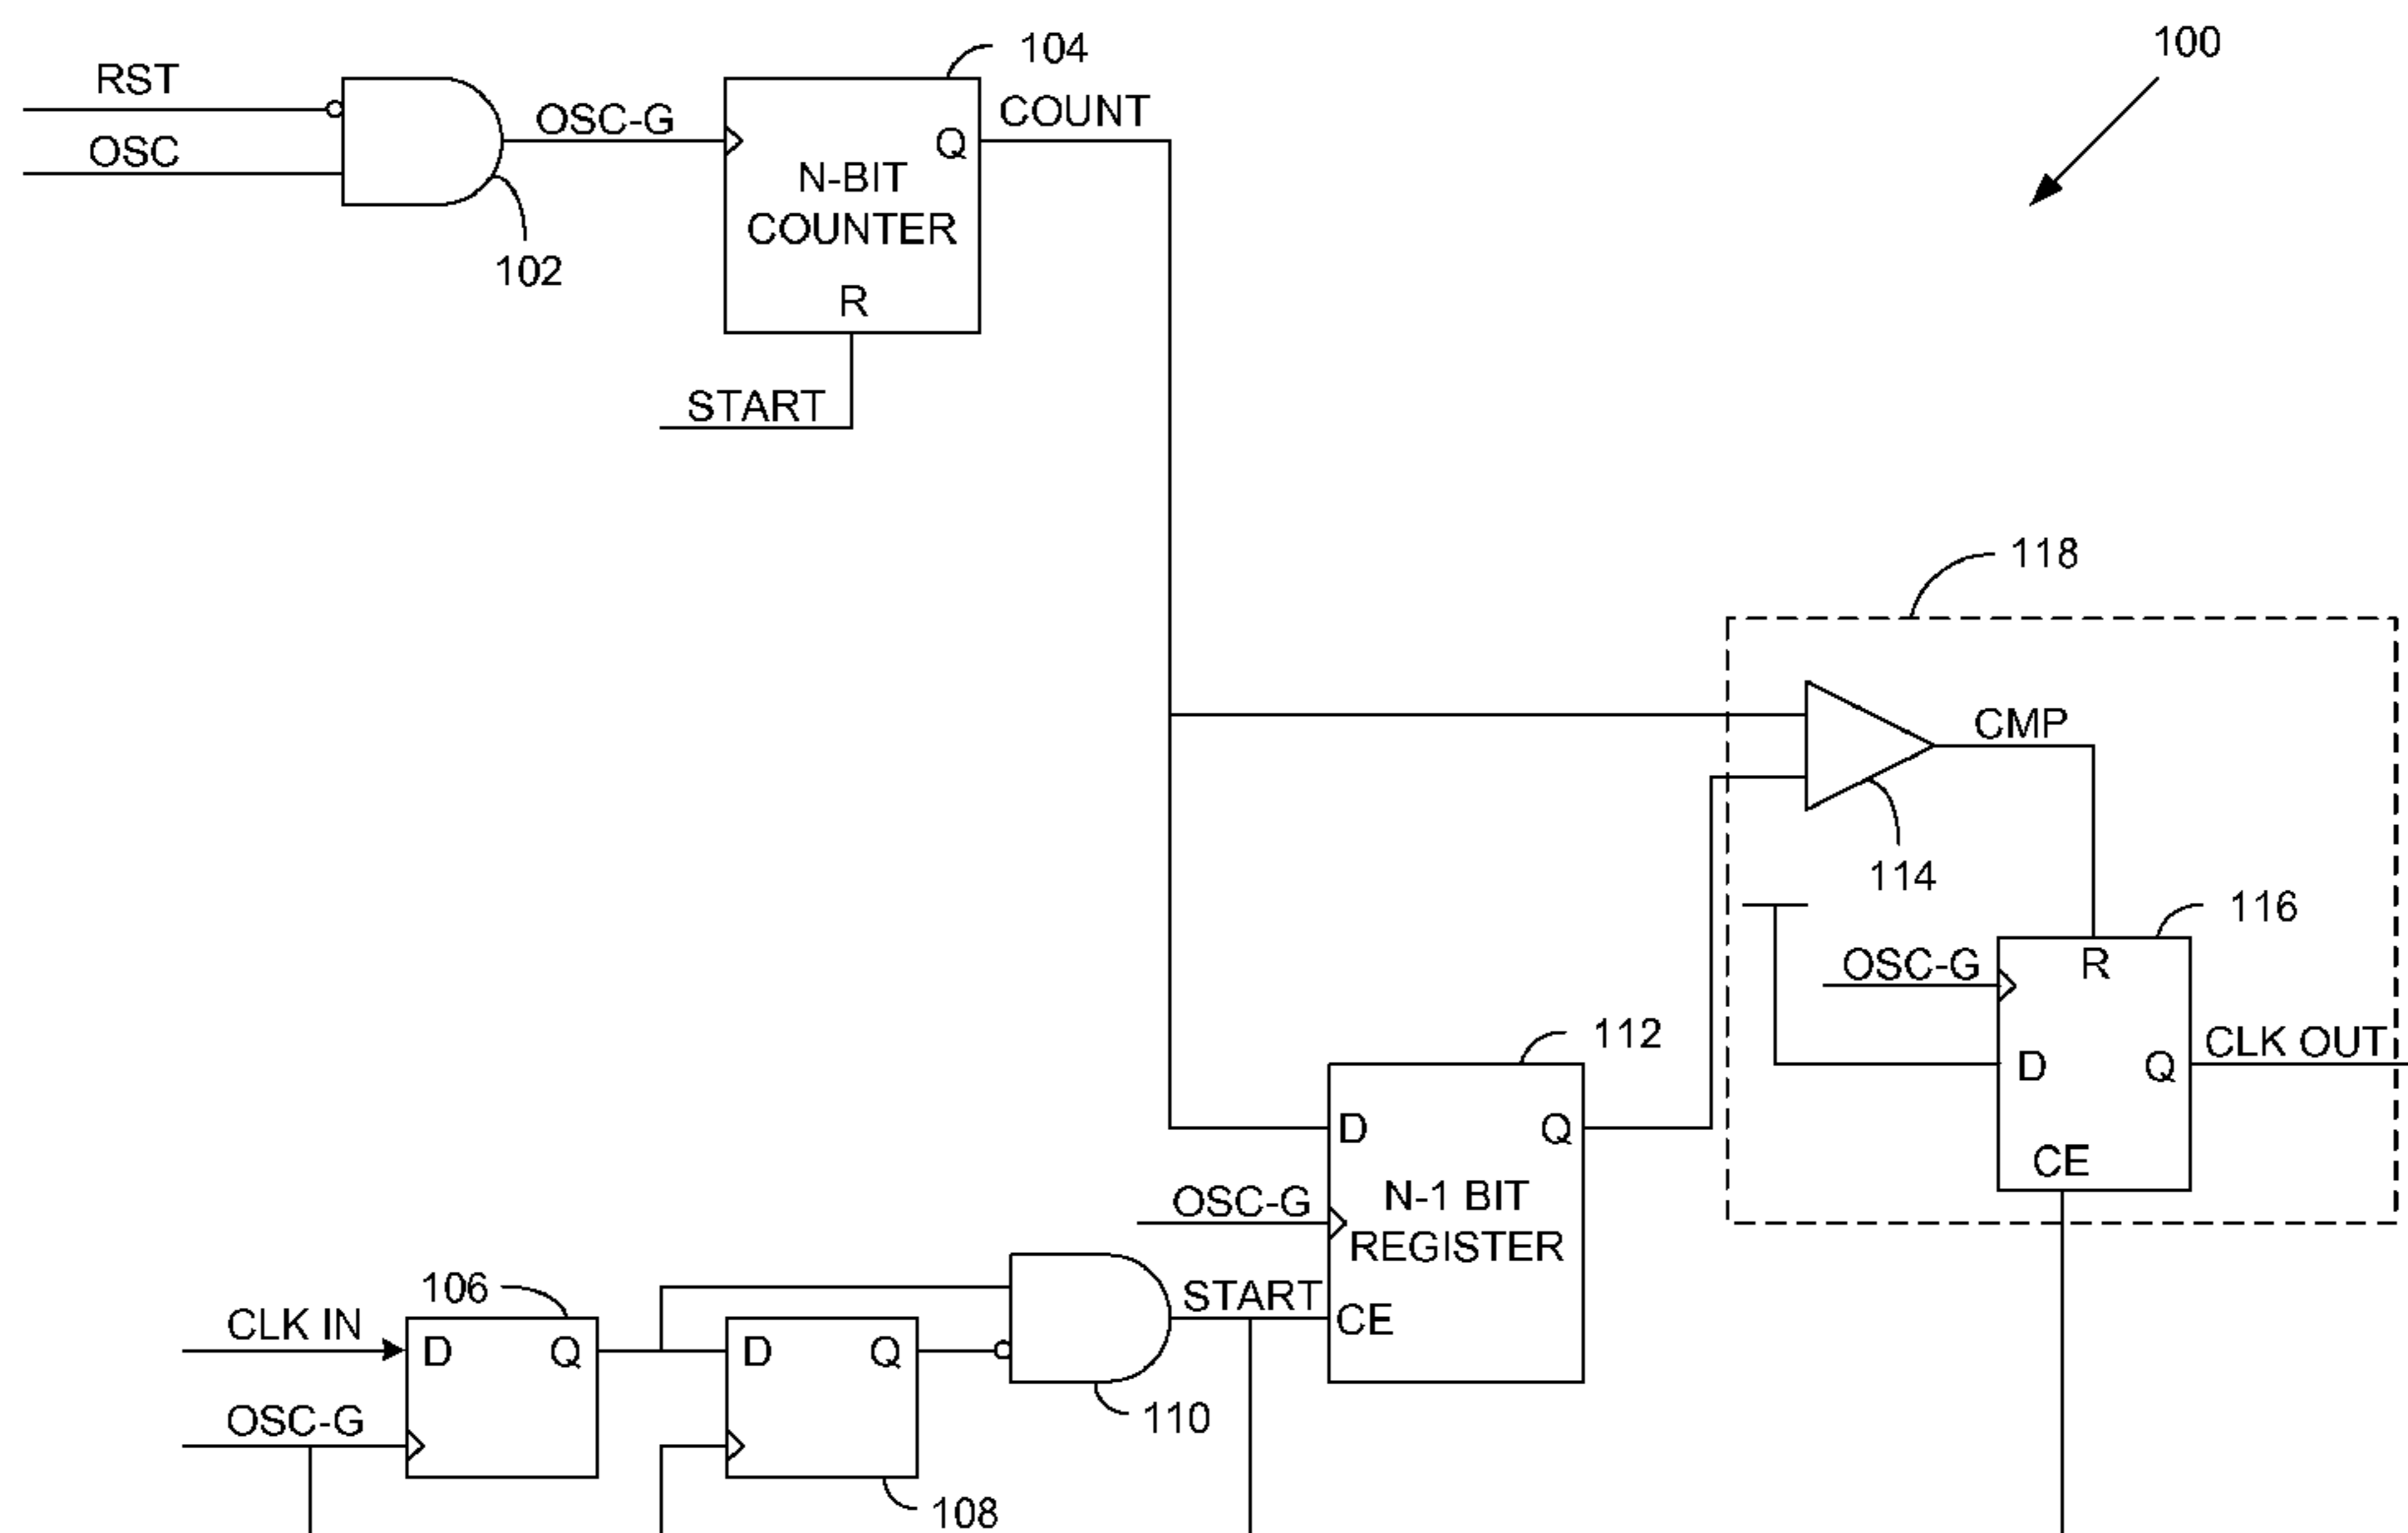 104
100
RST
OSC-G
COUNT
OSC
Q
N-BIT
COUNTER
102
R
START
118
CMP
114
116
OSC-G
R
112
CLK OUT
D
Q
D
Q
CE
OSC-G
N-1 BIT
REGISTER
106
START
CE
CLK IN
D
Q
D
Q
OSC-G
110
108